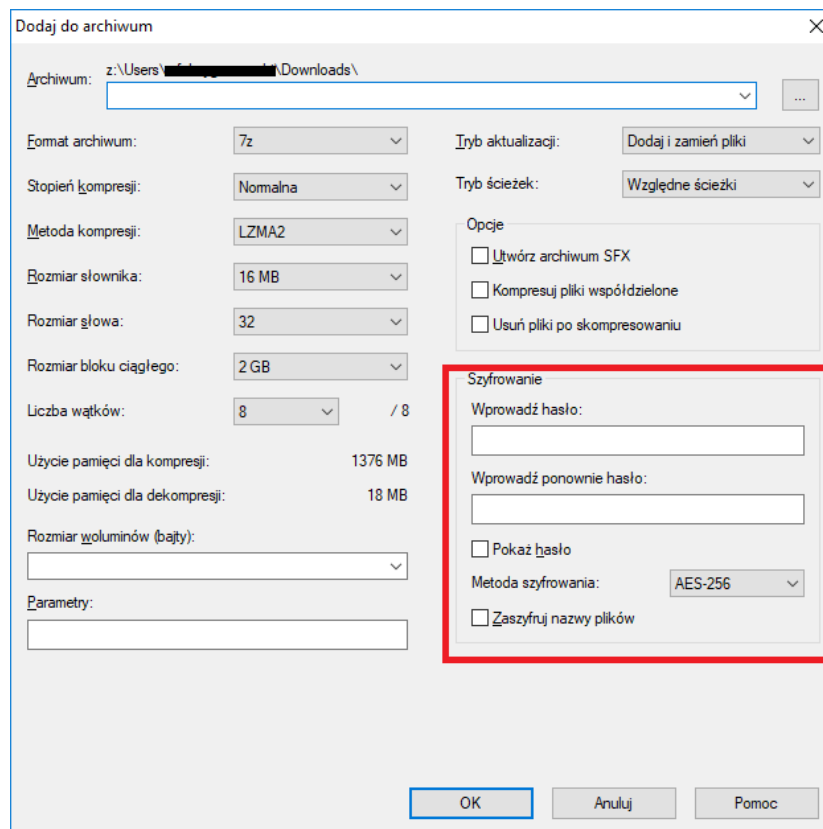 Dodaj do archiwum
Archiwum:
z:\Users\
\Downloads\
...
Format archiwum:
7z
Stopień kompresji:
Normalna
Metoda kompresji:
LZMA2
Rozmiar słownika:
16 MB
Rozmiar słowa:
32
Rozmiar bloku ciągłego:
2 GB
Liczba wątków:
8
/ 8
Użycie pamięci dla kompresji:
1376 MB
Użycie pamięci dla dekompresji:
18 MB
Rozmiar woluminów (bajty):
Parametry:
Tryb aktualizacji:
Dodaj i zamień pliki
Tryb ścieżek:
Względne ścieżki
Opcje
Utwórz archiwum SFX
Kompresuj pliki współdzielone
Usuń pliki po skompresowaniu
Szyfrowanie
Wprowadź hasło:
Wprowadź ponownie hasło:
Pokaż hasło
Metoda szyfrowania:
AES-256
Zaszyfruj nazwy plików
OK
Anuluj
Pomoc